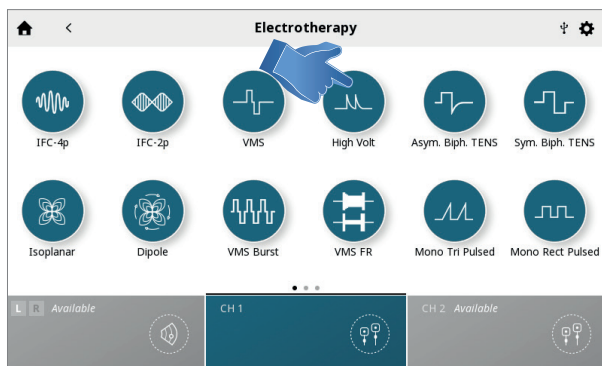 Electrotherapy
IFC-4p
IFC-2p
VMS
High Volt
Asym. Biph. TENS
Sym. Biph. TENS
Isoplanar
Dipole
VMS Burst
VMS FR
Mono Tri Pulsed
Mono Rect Pulsed
L R Available
CH 1
CH 2 Available